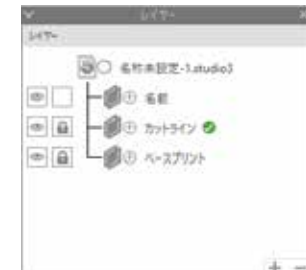 レイヤー
レイヤー
名称未設定-1.studio3
名前
カットライン
ベースプリント